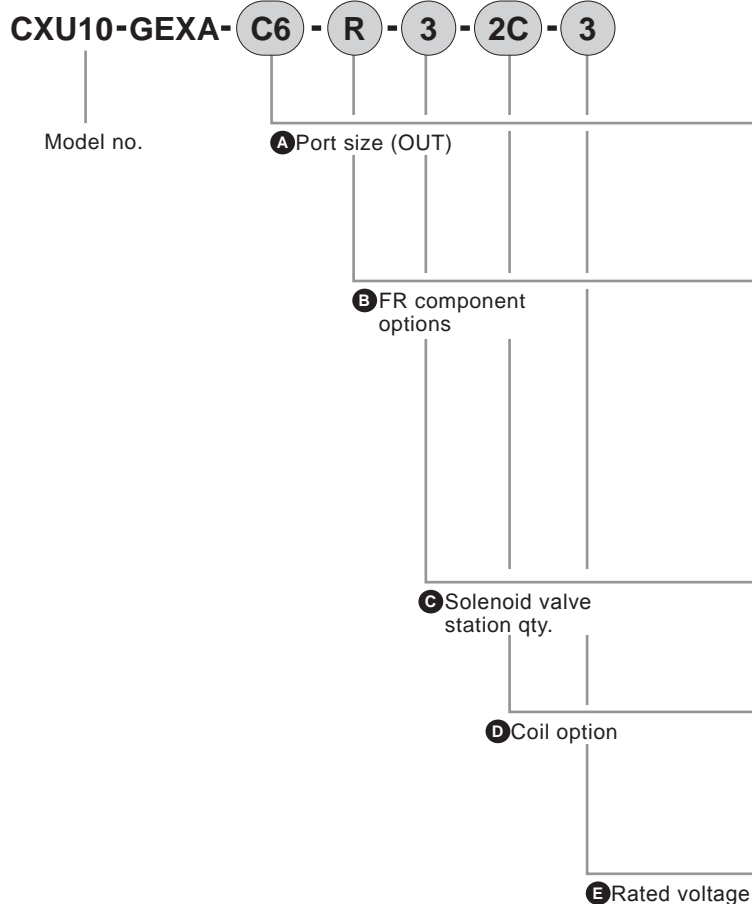 CXU10-GEXA- C6 - R - 3 - 2C - 3
Model no.
A Port size (OUT)
B FR component
options
C Solenoid valve
station qty.
D Coil option
E Rated voltage